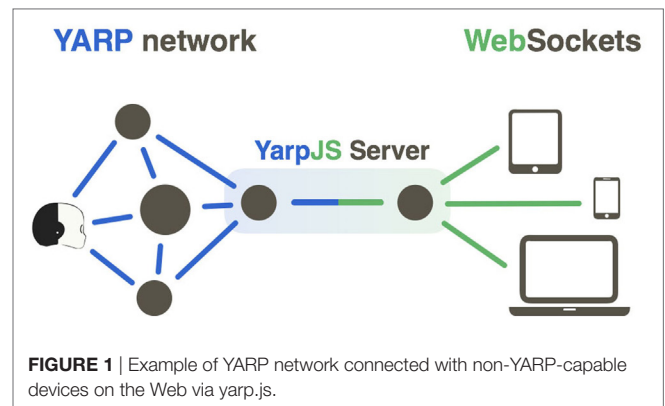 YARP network
WebSockets
YarpJS Server
FIGURE 1 | Example of YARP network connected with non-YARP-capable
devices on the Web via yarp.js.